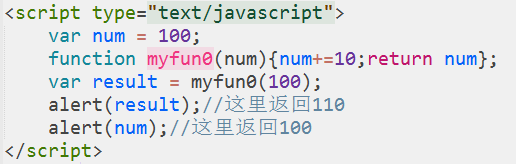 <script type="text/javascript">
var num = 100;
function myfun0(num){num+=10;return num};
var result = myfun0(100);
alert(result);//这里返回110
alert(num);//这里返回100
</script>